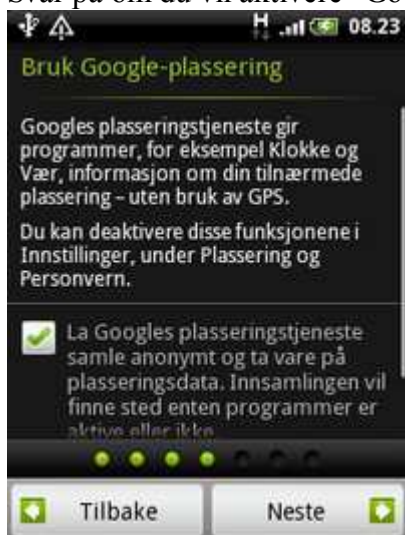 Svar på om du vil aktivere "Go
H
08.23
Bruk Google-plassering
Googles plasseringstjeneste gir
programmer, for eksempel Klokke og
Vær, informasjon om din tilnærmede
plassering – uten bruk av GPS.
Du kan deaktivere disse funksjonene i
Innstillinger, under Plassering og
Personvern.
La Googles plasseringstjeneste
samle anonymt og ta vare på
plasseringsdata. Innsamlingen vil
finne sted enten programmer er
aktive eller ikke
Tilbake
Neste